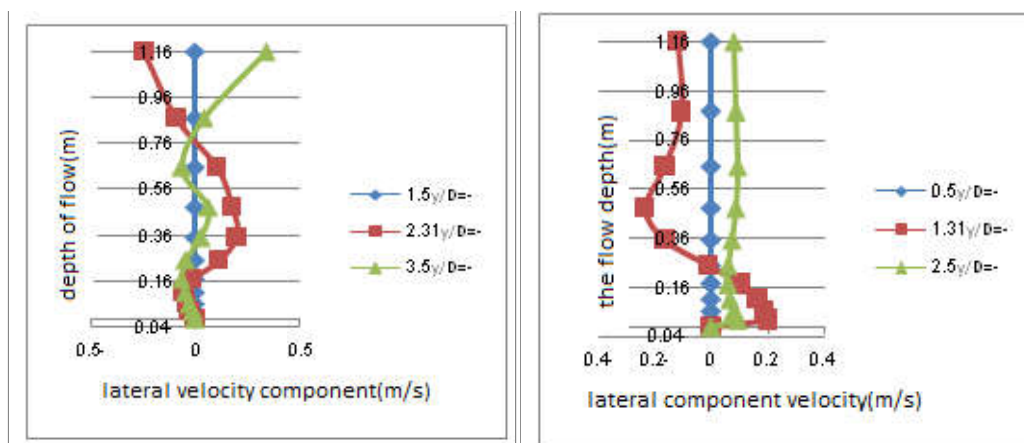 1.16
0.96
0.76
0.56
0.36
0.16
0.04-
0.5-
0
0.5
depth of flow(m)
lateral velocity component(m/s)
1.5y/D=-
2.31y/D=-
3.5y/D=-
1.16
0.96
0.76
0.56
0.36
0.16
0.04-
0.4-
0.2-
0
0.2
0.4
the flow depth(m)
lateral component velocity(m/s)
0.5y/D=-
1.31y/D=-
2.5y/D=-